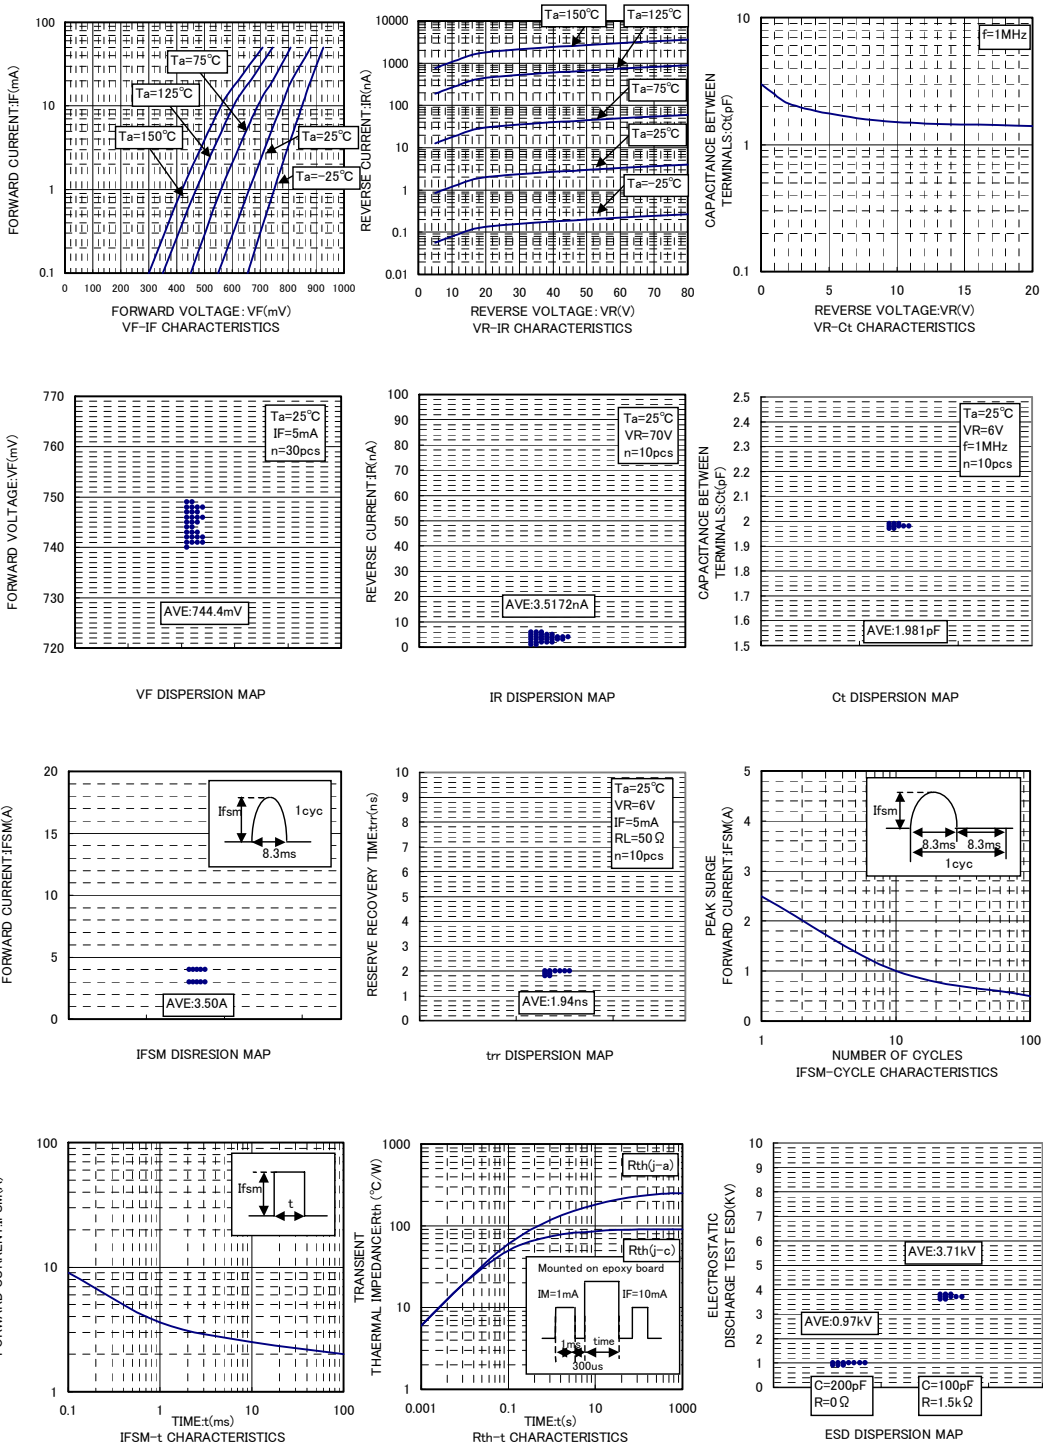 FORWARD CURRENT:IF(mA)
100
10
1
0.1
Ta=75℃
Ta=125℃
Ta=150℃
Ta=25℃
Ta=-25℃
0 100 200 300 400 500 600 700 800 900 1000
FORWARD VOLTAGE:VF(mV)
VF-IF CHARACTERISTICS
REVERSE CURRENT:IR(nA)
10000
1000
100
10
1
0.1
0.01
Ta=150℃
Ta=125℃
Ta=75℃
Ta=25℃
Ta=-25℃
0 10 20 30 40 50 60 70 80
REVERSE VOLTAGE:VR(V)
VR-IR CHARACTERISTICS
CAPACITANCE BETWEEN
TERMINALS:Ct(pF)
10
1
0.1
f=1MHz
0 5 10 15 20
REVERSE VOLTAGE:VR(V)
VR-Ct CHARACTERISTICS
FORWARD VOLTAGE:VF(mV)
770
760
750
740
730
720
Ta=25℃
IF=5mA
n=30pcs
AVE:744.4mV
VF DISPERSION MAP
REVERSE CURRENT:IR(nA)
100
90
80
70
60
50
40
30
20
10
0
Ta=25℃
VR=70V
n=10pcs
AVE:3.5172nA
IR DISPERSION MAP
CAPACITANCE BETWEEN
TERMINALS:Ct(pF)
2.5
2.4
2.3
2.2
2.1
2
1.9
1.8
1.7
1.6
1.5
Ta=25℃
VR=6V
f=1MHz
n=10pcs
AVE:1.981pF
Ct DISPERSION MAP
FORWARD CURRENT:IFSM(A)
20
15
10
5
0
Ifsm
1cyc
8.3ms
AVE:3.50A
IFSM DISRESION MAP
RESERVE RECOVERY TIME:trr(ns)
10
9
8
7
6
5
4
3
2
1
0
Ta=25℃
VR=6V
IF=5mA
RL=50Ω
n=10pcs
AVE:1.94ns
trr DISPERSION MAP
PEAK SURGE
FORWARD CURRENT:IFSM(A)
5
4
3
2
1
0
Ifsm
8.3ms 8.3ms
1cyc
1 10 100
NUMBER OF CYCLES
IFSM-CYCLE CHARACTERISTICS
100
10
1
Ifsm
t
0.1 1 10 100
TIME:t(ms)
IFSM-t CHARACTERISTICS
TRANSIENT
THAERMAL IMPEDANCE:Rth (℃/W)
1000
100
10
1
Rth(j-a)
Rth(j-c)
Mounted on epoxy board
IM=1mA
IF=10mA
1ms
time
300us
0.001 0.1 10 1000
TIME:t(s)
Rth-t CHARACTERISTICS
ELECTROSTATIC
DISCHARGE TEST ESD(KV)
10
9
8
7
6
5
4
3
2
1
0
AVE:3.71kV
AVE:0.97kV
C=200pF
R=0Ω
C=100pF
R=1.5kΩ
ESD DISPERSION MAP